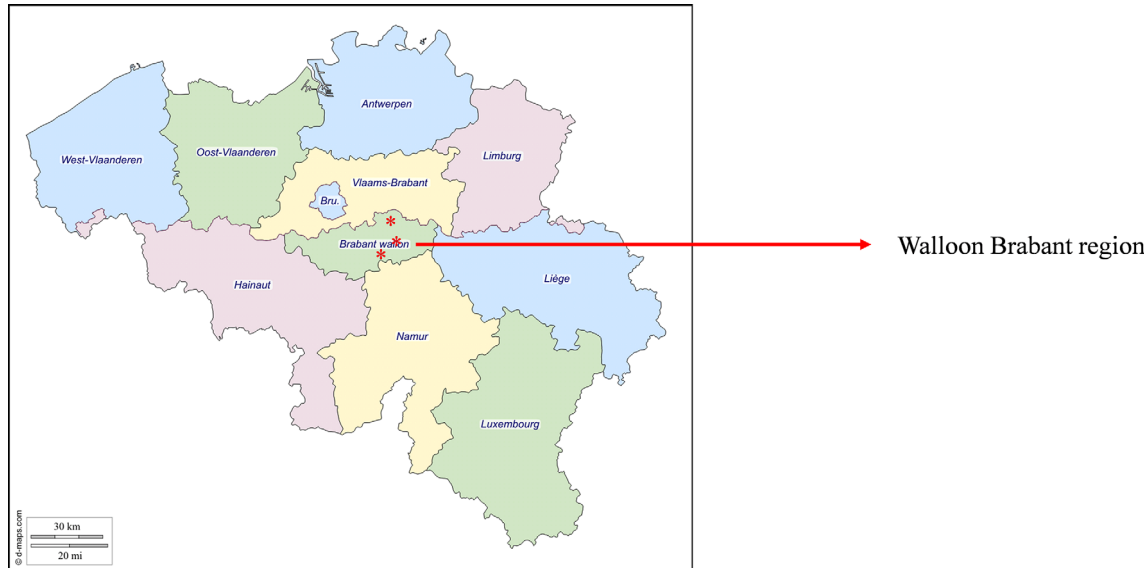 Antwerpen
West-Vlaanderen
Oost-Vlaanderen
Limburg
Vlaams-Brabant
Bru.
*
*
*
Brabant wallon
Walloon Brabant region
Hainaut
Liége
Namur
Luxembourg
30 km
20 mi
© d-maps.com